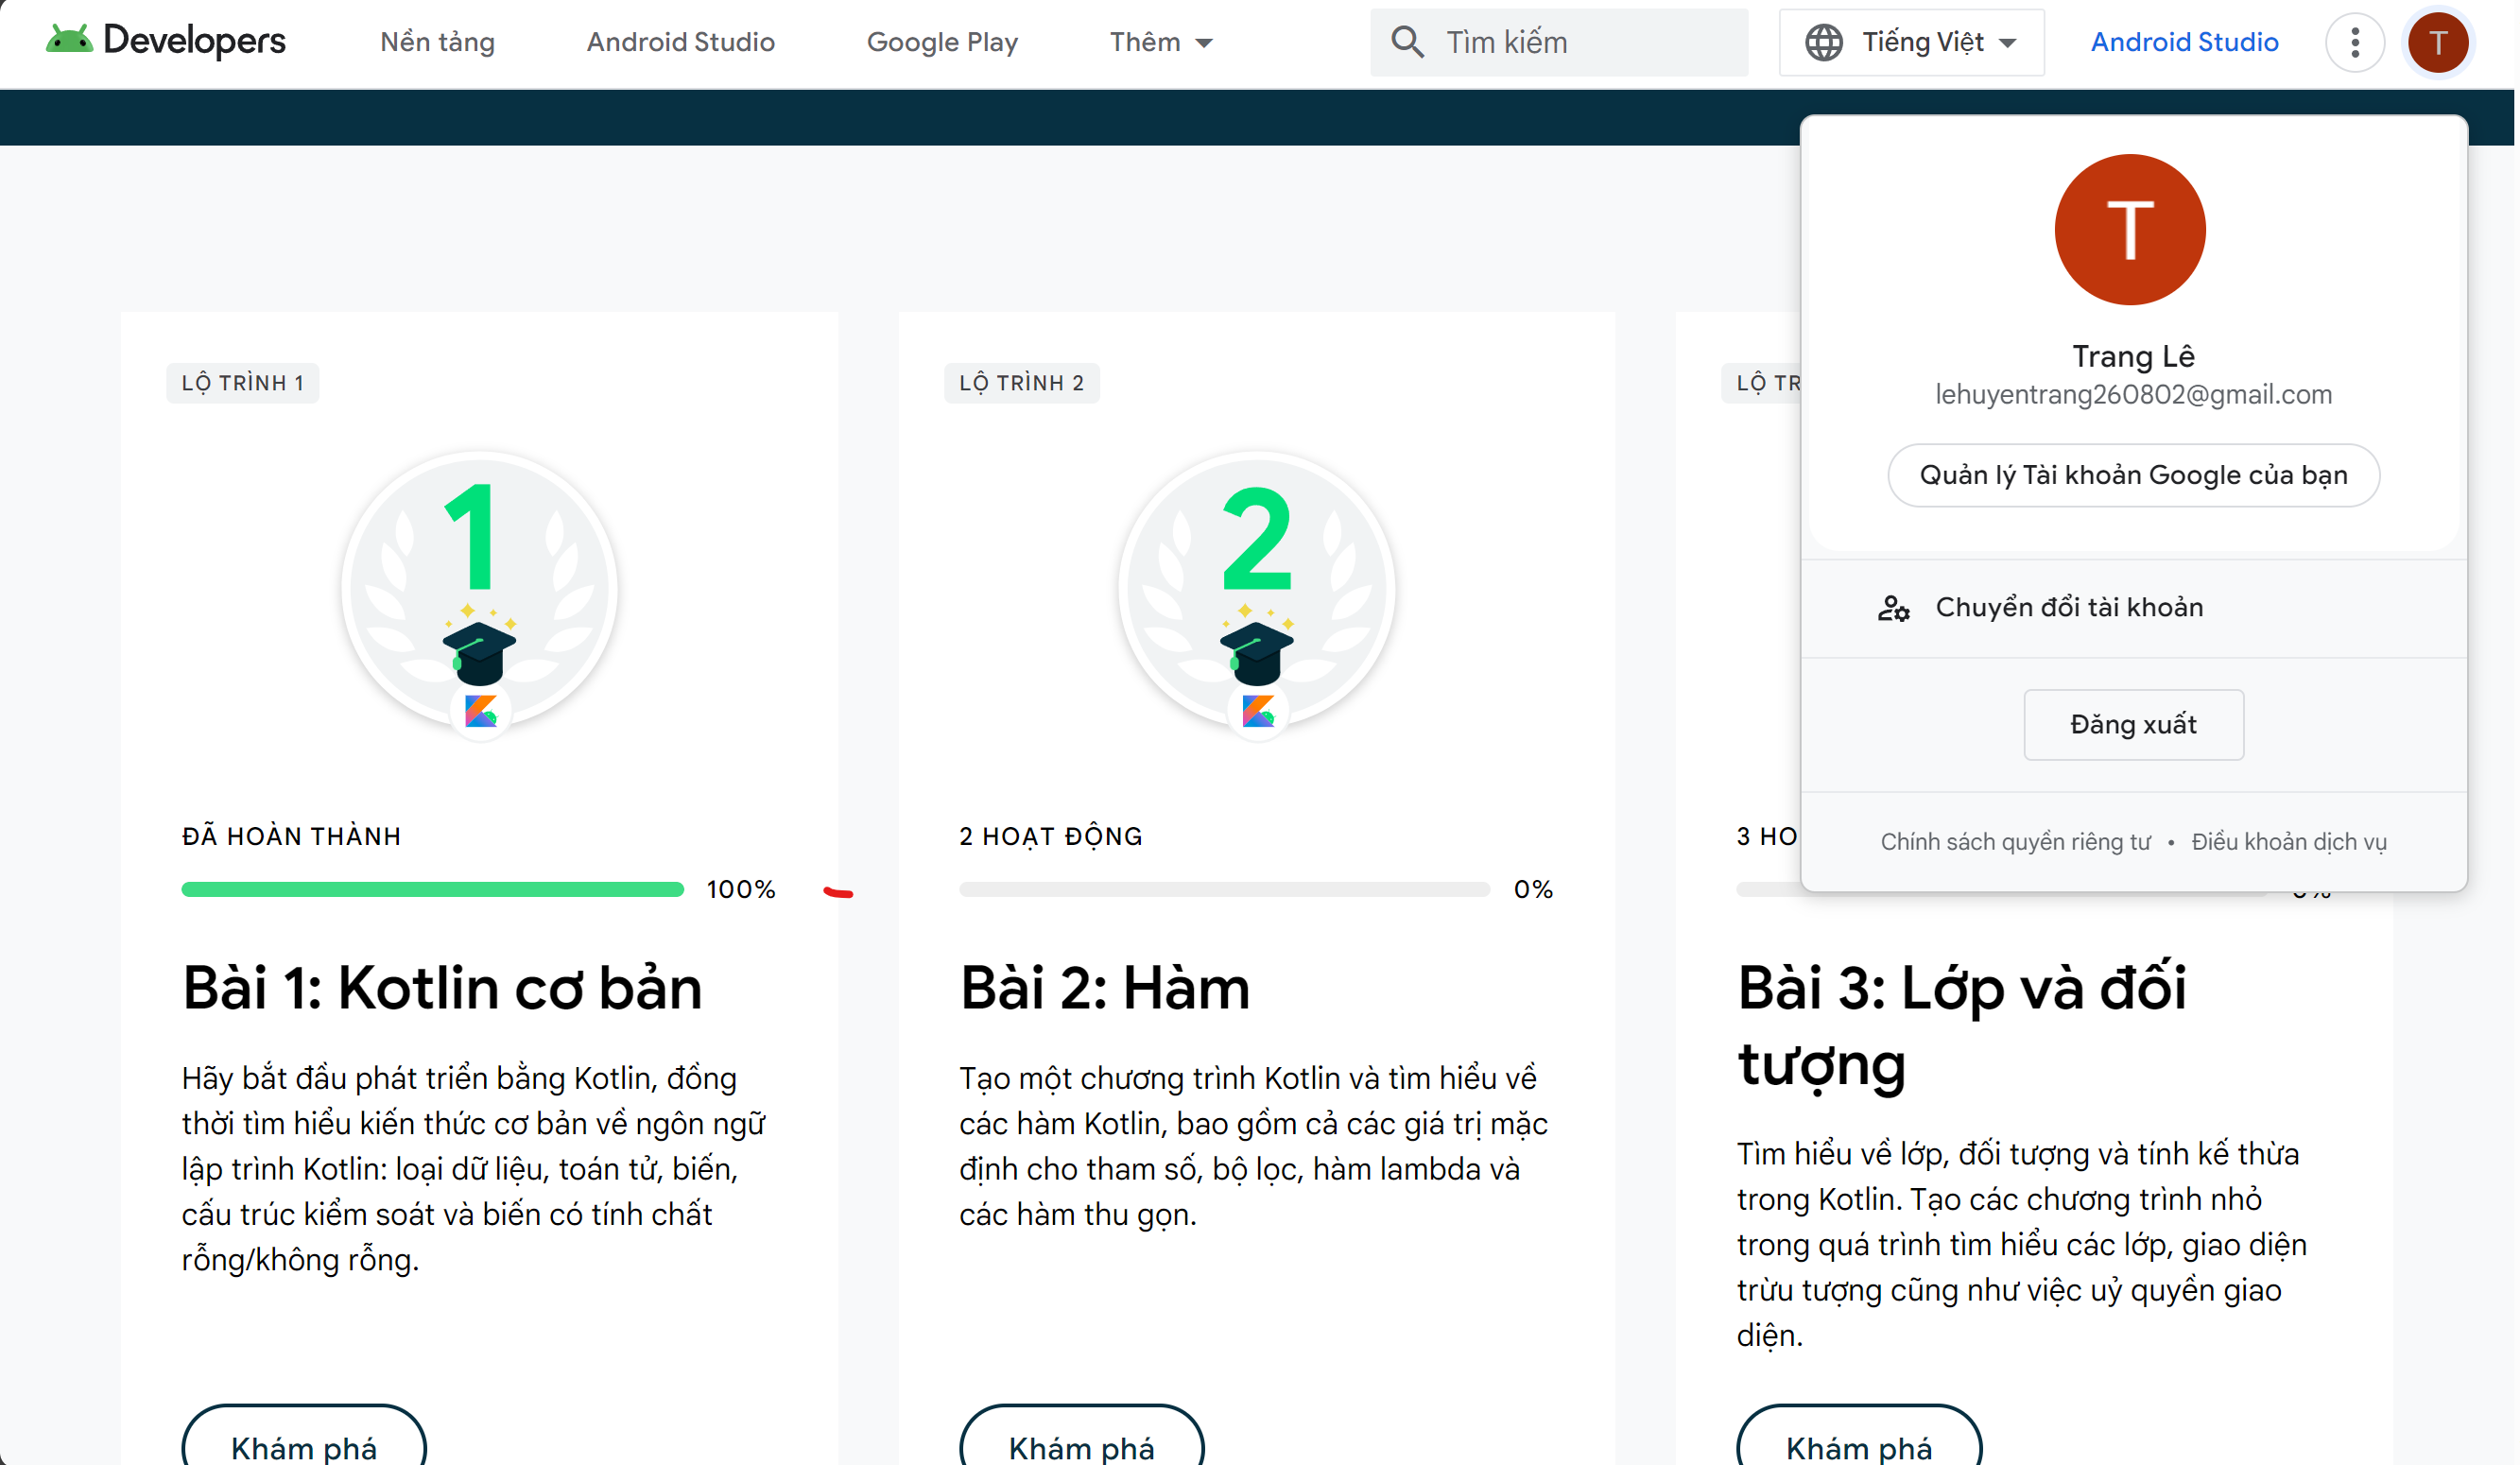 Developers
Nền tảng
Android Studio
Google Play
Thêm
Tìm kiếm
Tiếng Việt
Android Studio
T
T
Trang Lê
lehuyentrang260802@gmail.com
Quản lý Tài khoản Google của bạn
Chuyển đổi tài khoản
Đăng xuất
Chính sách quyền riêng tư • Điều khoản dịch vụ
LỘ TRÌNH 1
1
ĐÃ HOÀN THÀNH
100%
Bài 1: Kotlin cơ bản
Hãy bắt đầu phát triển bằng Kotlin, đồng
thời tìm hiểu kiến thức cơ bản về ngôn ngữ
lập trình Kotlin: loại dữ liệu, toán tử, biến,
cấu trúc kiểm soát và biến có tính chất
rỗng/không rỗng.
Khám phá
LỘ TRÌNH 2
2
2 HOẠT ĐỘNG
0%
Bài 2: Hàm
Tạo một chương trình Kotlin và tìm hiểu về
các hàm Kotlin, bao gồm cả các giá trị mặc
định cho tham số, bộ lọc, hàm lambda và
các hàm thu gọn.
Khám phá
LỘ TR
3 HO
Bài 3: Lớp và đối
tượng
Tìm hiểu về lớp, đối tượng và tính kế thừa
trong Kotlin. Tạo các chương trình nhỏ
trong quá trình tìm hiểu các lớp, giao diện
trừu tượng cũng như việc uỷ quyền giao
diện.
Khám phá